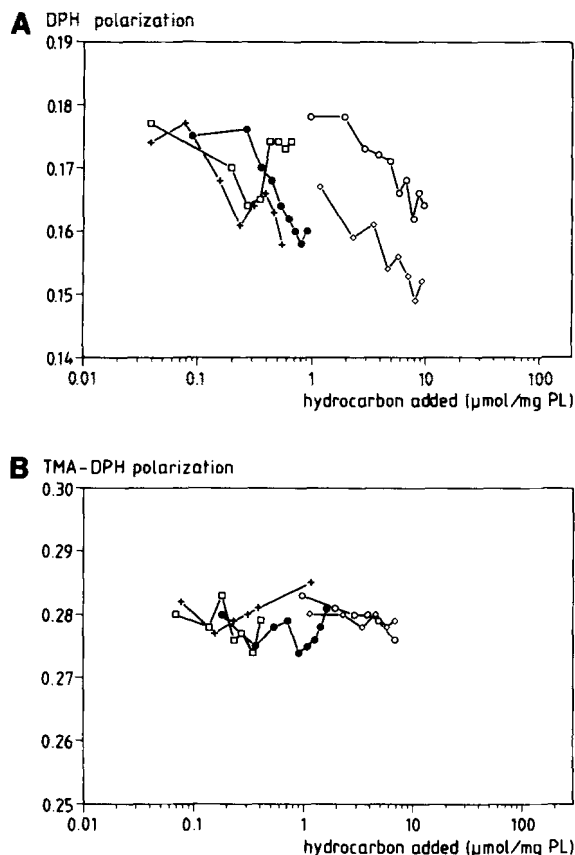 A DPH polarization
0.19
0.18
0.17
0.16
0.15
0.14
0.01 0.1 1 10 100
hydrocarbon added (μmol/mg PL)
B TMA-DPH polarization
0.30
0.29
0.28
0.27
0.26
0.25
0.01 0.1 1 10 100
hydrocarbon added (μmol/mg PL)